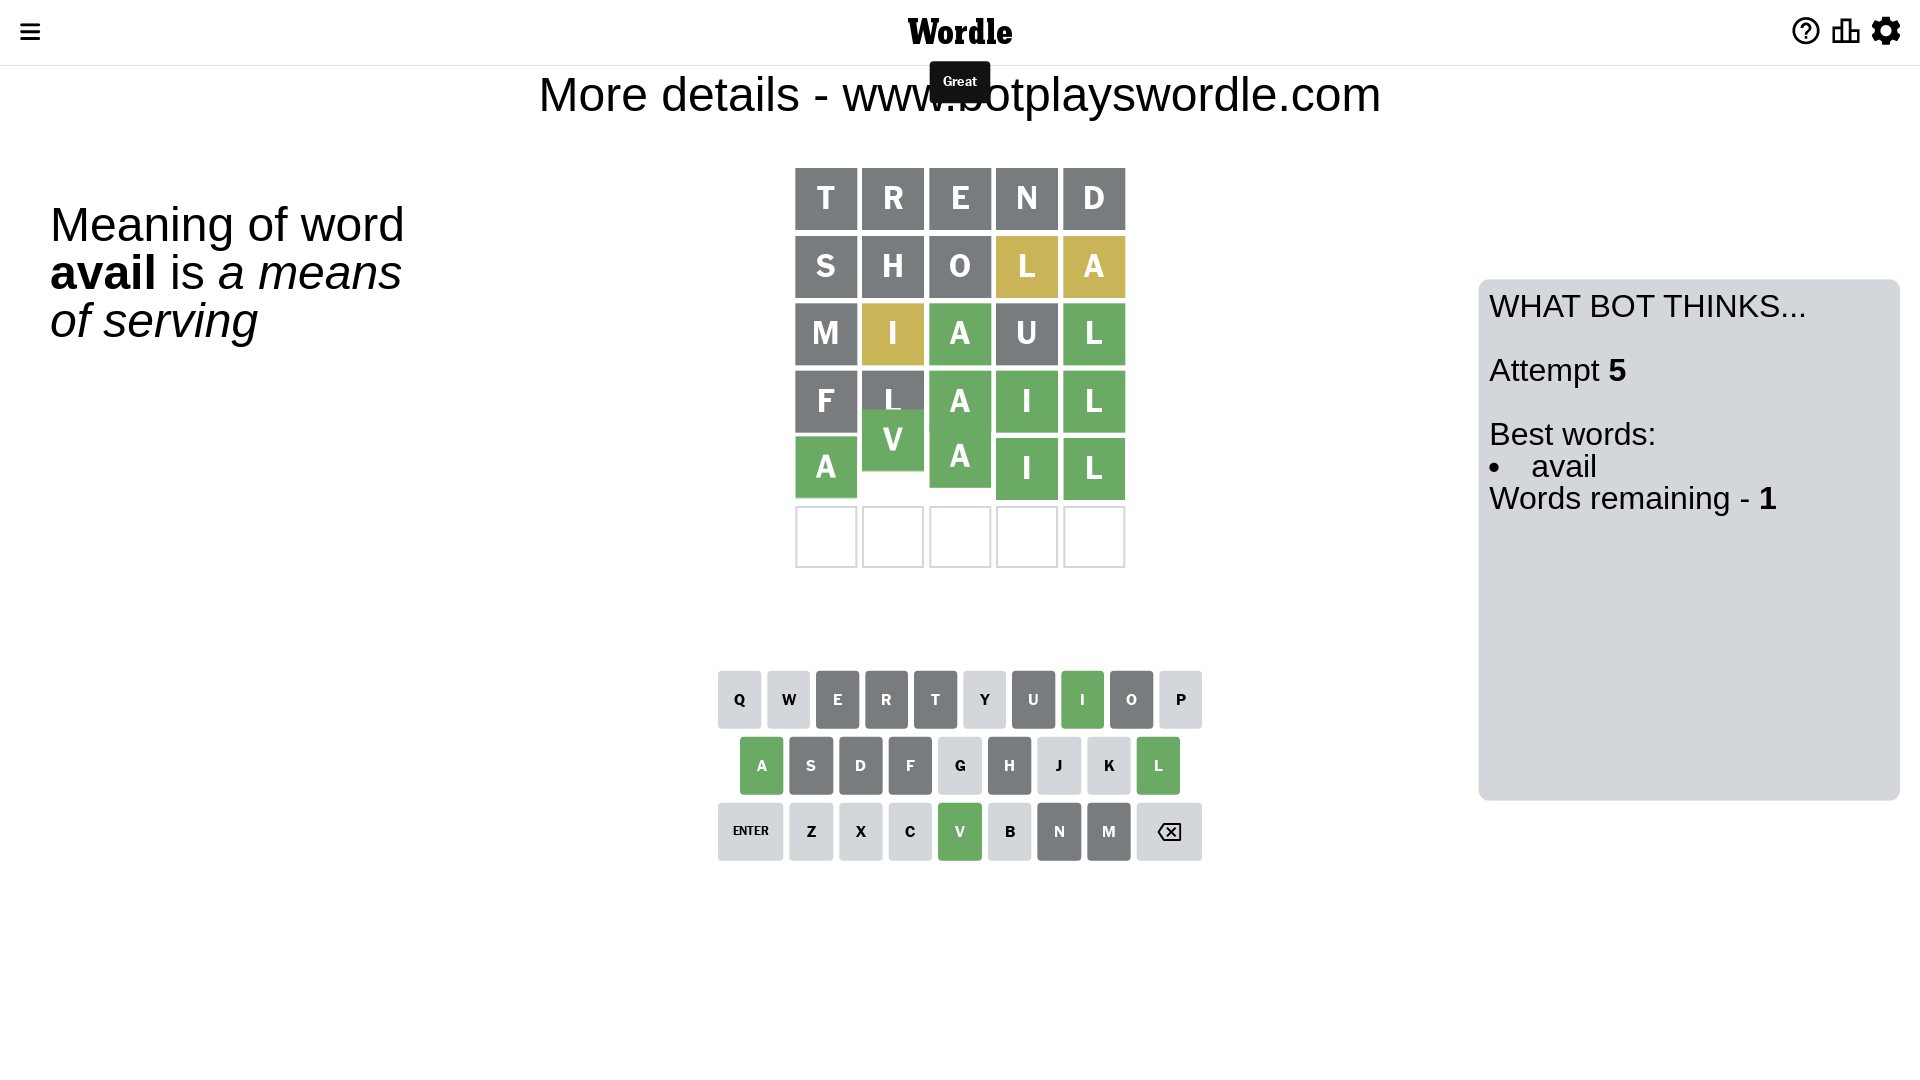 Wordle
Great
More details - www.botplayswordle.com
Meaning of word
avail is a means
of serving
T R E N D
S H O L A
M I A U L
F L A I L
A V A I L
WHAT BOT THINKS...
Attempt 5
Best words:
• avail
Words remaining - 1
Q W E R T Y U I O P
A S D F G H J K L
ENTER Z X C V B N M